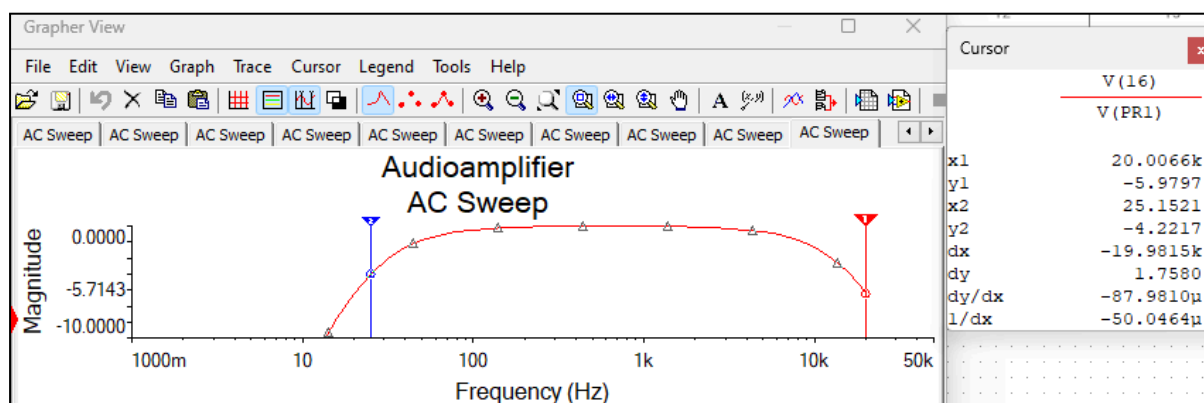 Grapher View
File Edit View Graph Trace Cursor Legend Tools Help
A
AC Sweep AC Sweep AC Sweep AC Sweep AC Sweep AC Sweep AC Sweep AC Sweep AC Sweep AC Sweep
Audioamplifier
AC Sweep
Magnitude
0.0000
-5.7143
-10.0000
2
1
1000m 10 100 1k 10k 50k
Frequency (Hz)
Cursor
x
V(16)
V(PR1)
x1 20.0066k
y1 -5.9797
x2 25.1521
y2 -4.2217
dx -19.9815k
dy 1.7580
dy/dx -87.9810µ
1/dx -50.0464µ